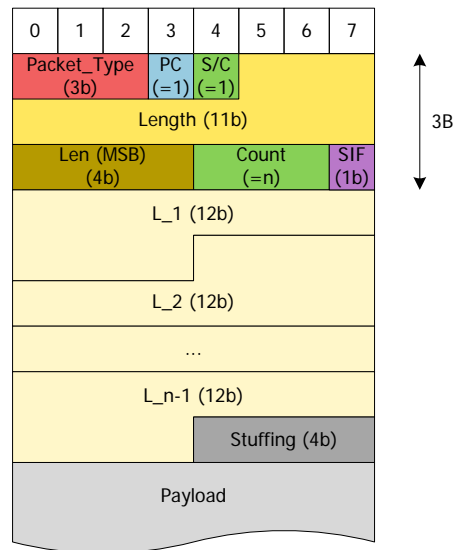 0 1 2 3 4 5 6 7
Packet_Type PC S/C
(3b) (=1) (=1)
3B
Length (11b)
Len (MSB) Count SIF
(4b) (=n) (1b)
L_1 (12b)
L_2 (12b)
...
L_n-1 (12b)
Stuffing (4b)
Payload